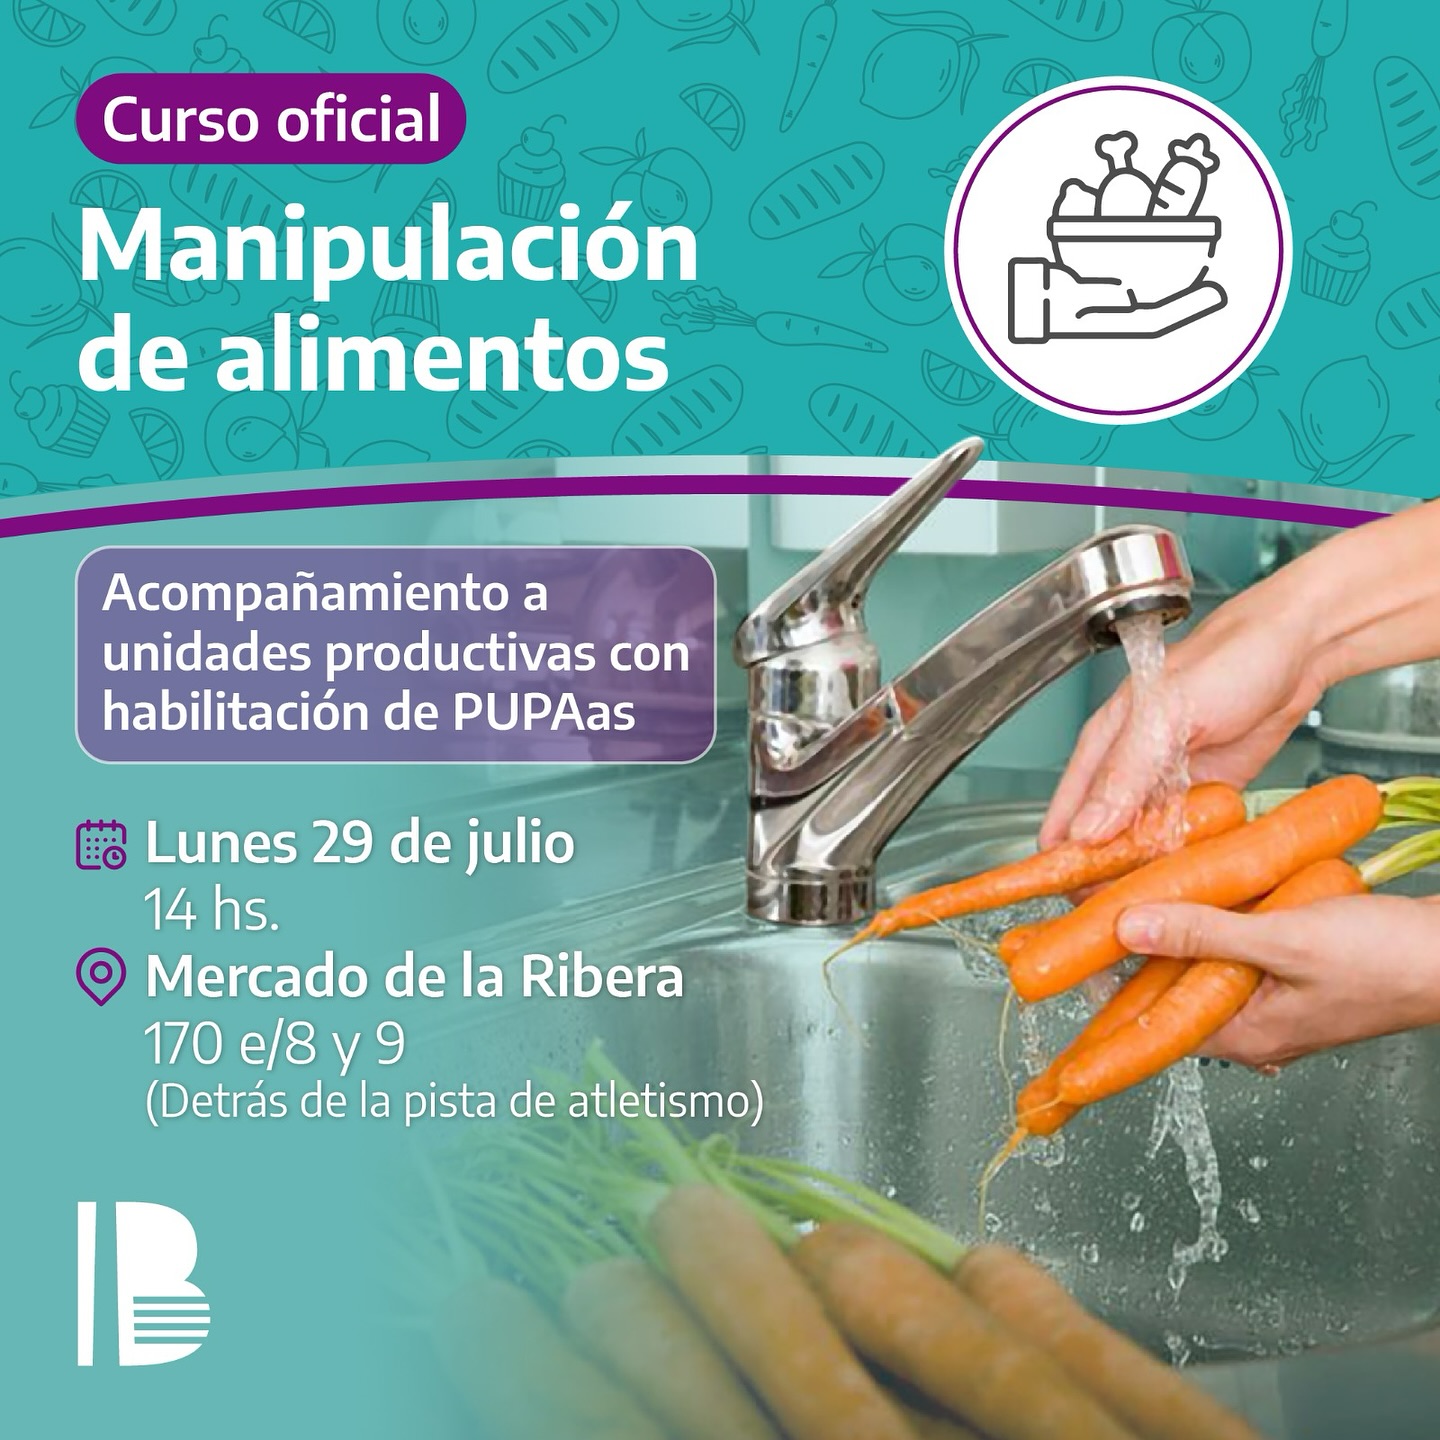 Curso oficial
Manipulación
de alimentos
Acompañamiento a
unidades productivas con
habilitación de PUPAas
Lunes 29 de julio
14 hs.
Mercado de la Ribera
170 e/8 y 9
(Detrás de la pista de atletismo)
B